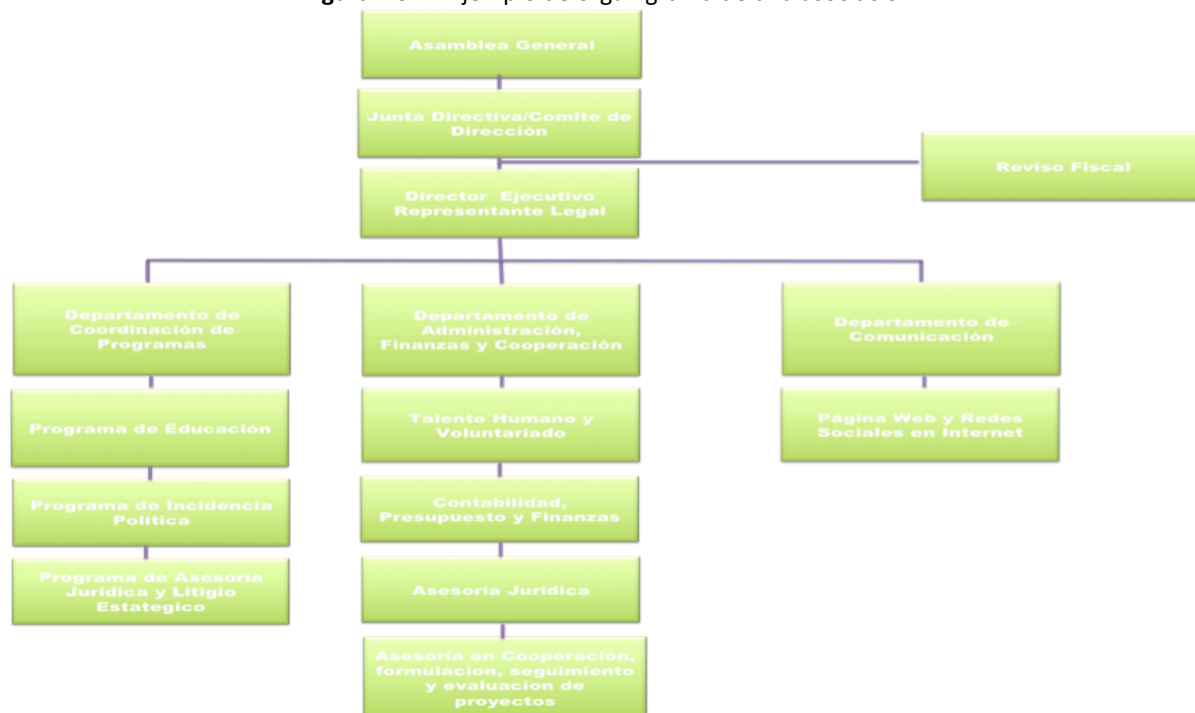 Asamblea General
Junta Directiva/Comite de
Dirección
Reviso Fiscal
Director Ejecutivo
Representante Legal
Departamento de
Coordinación de
Programas
Departamento de
Administración,
Finanzas y Cooperación
Departamento de
Comunicación
Programa de Educación
Talento Humano y
Voluntariado
Página Web y Redes
Sociales en Internet
Programa de Incidencia
Política
Contabilidad,
Presupuesto y Finanzas
Programa de Asesoría
Juridica y Litigio
Estategico
Asesoría Jurídica
Asesoría en Cooperación,
formulacion, seguimiento
y evaluacion de
proyectos